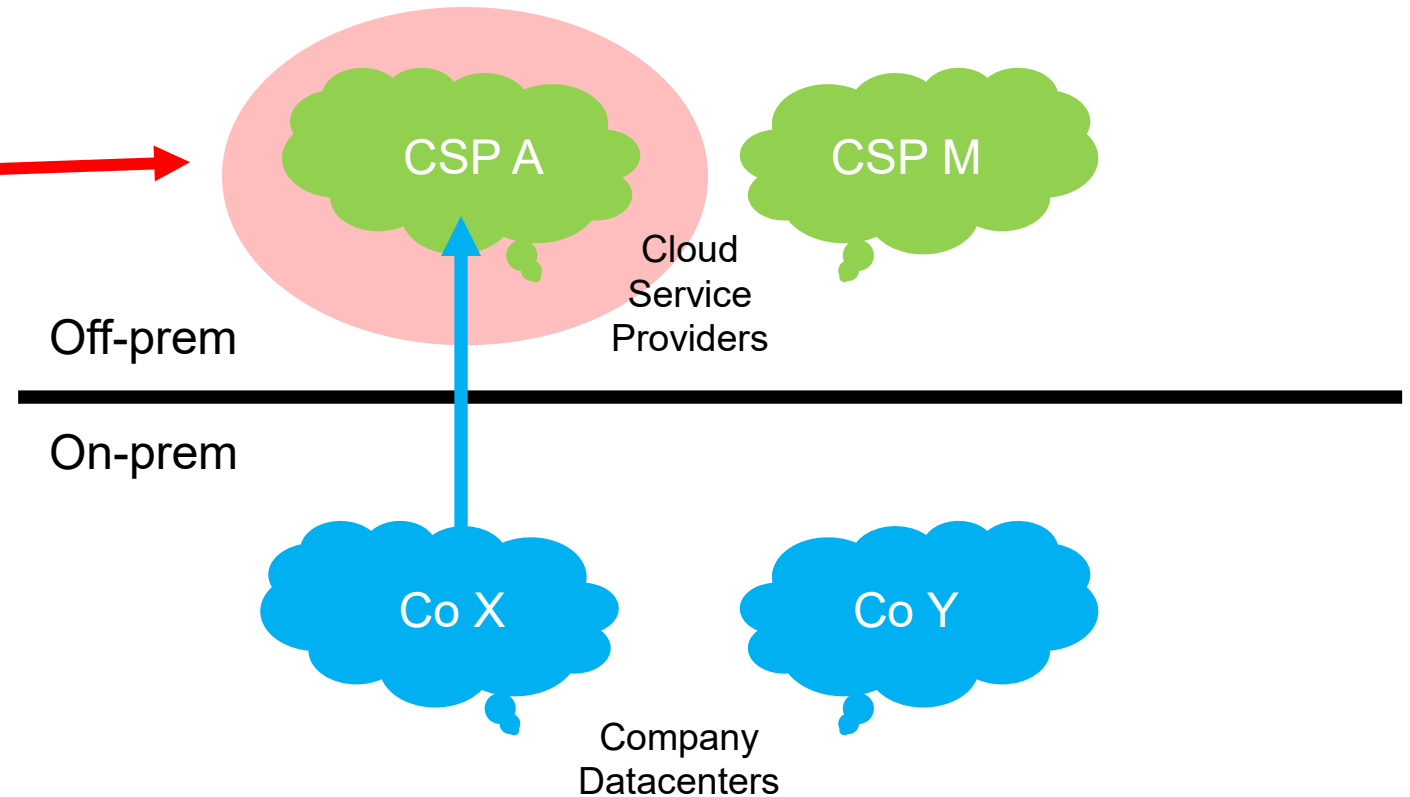 CSP A
CSP M
Cloud
Service
Providers
Off-prem
On-prem
Co X
Co Y
Company
Datacenters